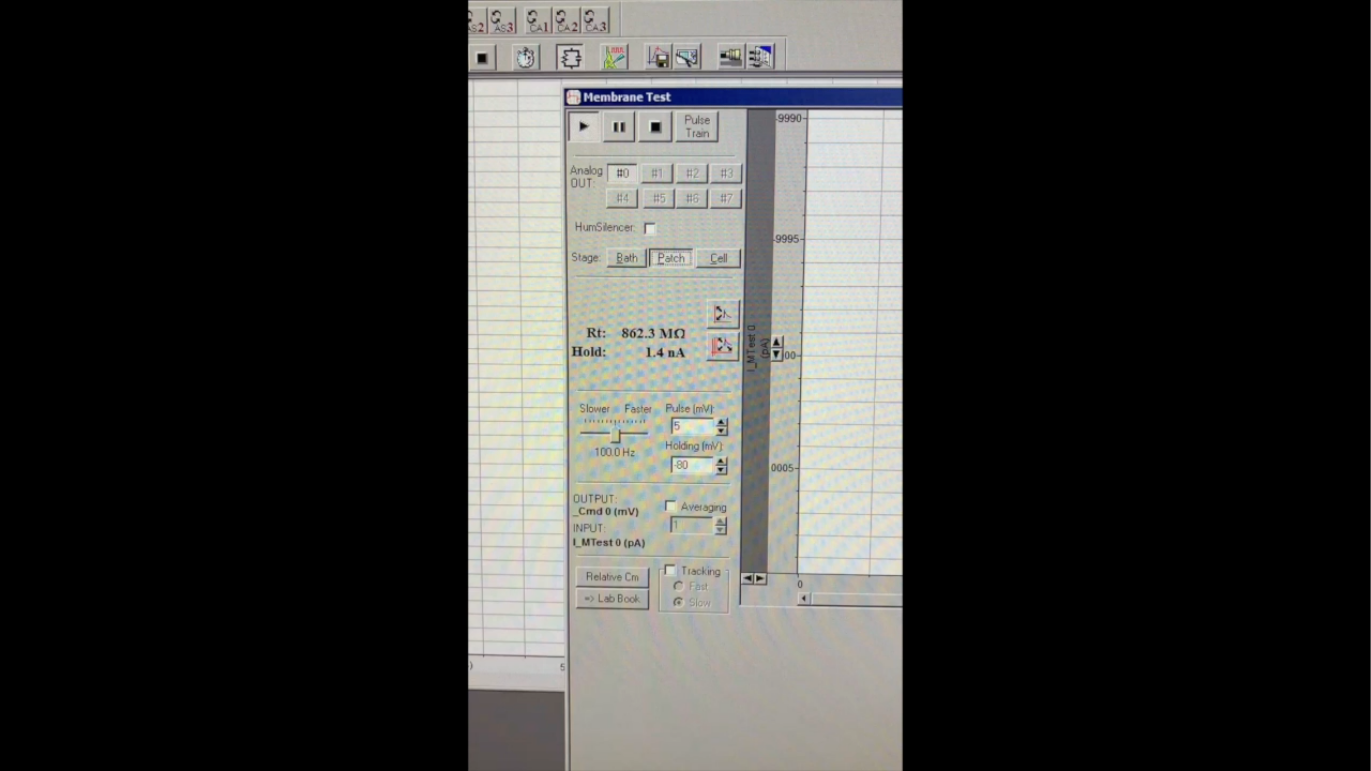 AS2 AS3 CA1 CA2 CA3
Membrane Test
Pulse
Train
Analog
OUT:
#0 #1 #2 #3
#4 #5 #6 #7
HumSilencer:
Stage: Bath Patch Cell
Rt: 862.3 MΩ
Hold: 1.4 nA
Slower Faster
100.0 Hz
Pulse (mV):
5
Holding (mV):
-80
OUTPUT:
_Cmd 0 (mV)
INPUT:
I_MTest 0 (pA)
Averaging
1
Relative Cm
=> Lab Book
Tracking
Fast
Slow
I_MTest 0
(pA)
9990
9995
00
0005
0
5